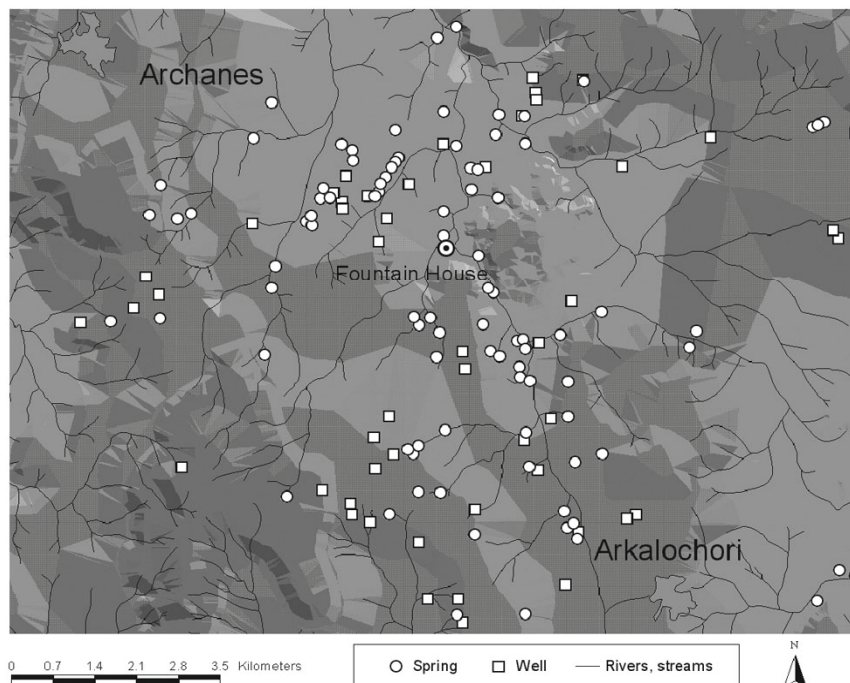 Archanes
Fountain House
Arkalochori
N
0 0.7 1.4 2.1 2.8 3.5 Kilometers
Spring Well Rivers, streams